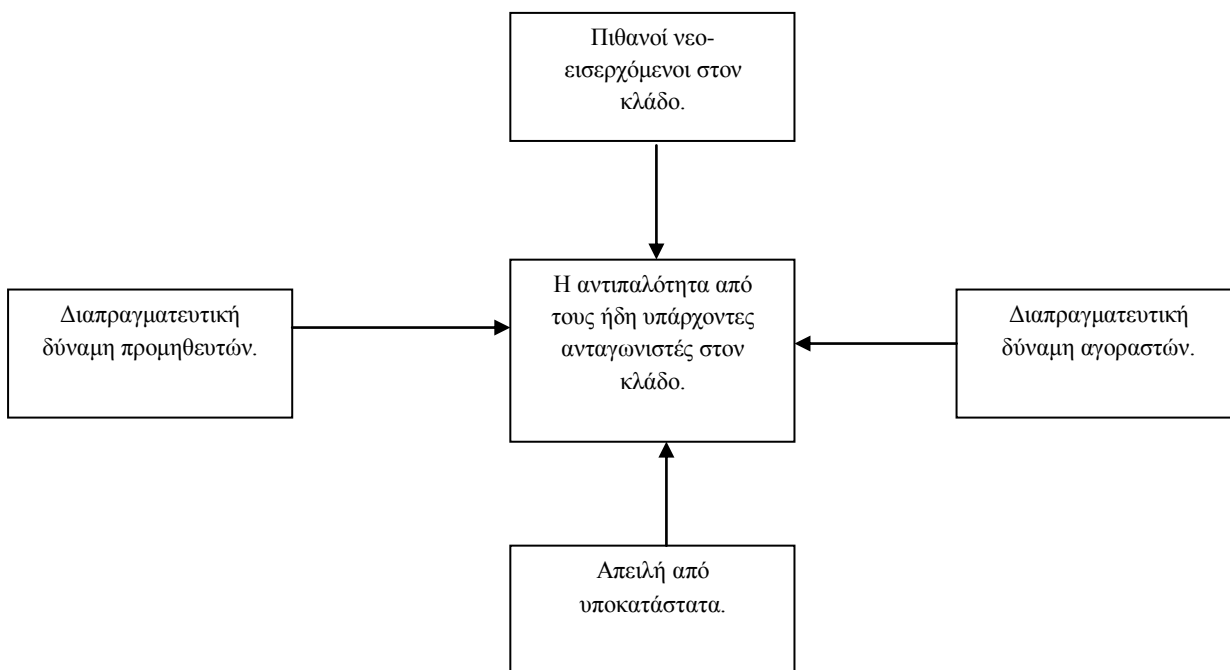 Πιθανοί νεο-
εισερχόμενοι στον
κλάδο.
Διαπραγματευτική
δύναμη προμηθευτών.
Η αντιπαλότητα από
τους ήδη υπάρχοντες
ανταγωνιστές στον
κλάδο.
Διαπραγματευτική
δύναμη αγοραστών.
Απειλή από
υποκατάστατα.